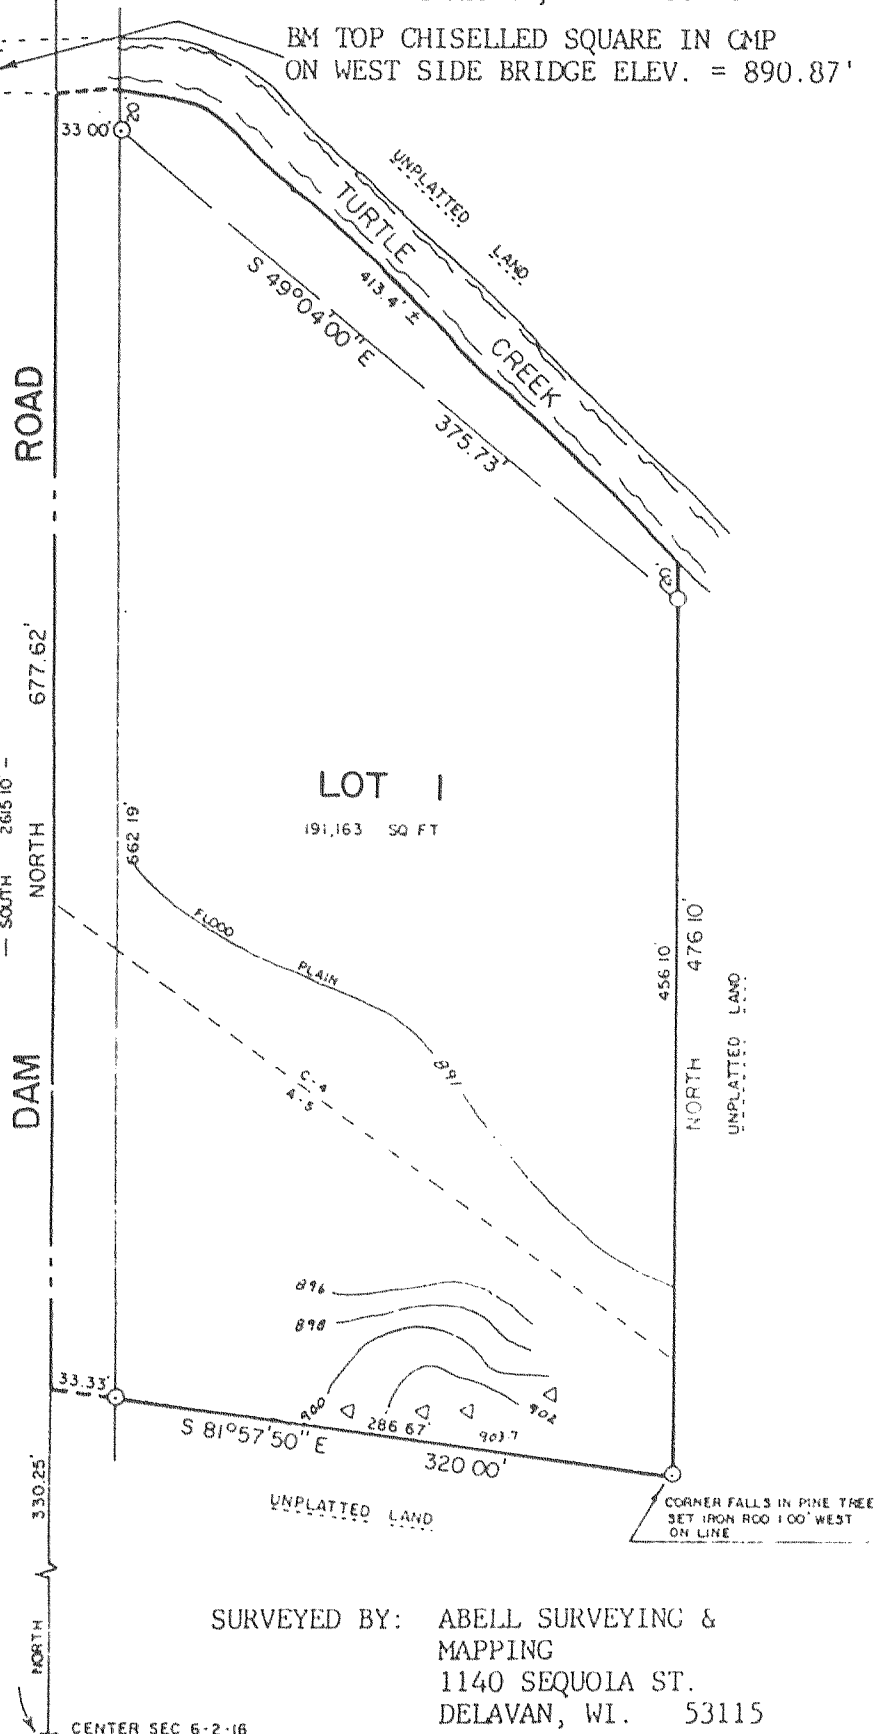 BM TOP CHISELLED SQUARE IN CMP
ON WEST SIDE BRIDGE ELEV. = 890.87'
33 00'
20'
UNPLATTED LAND
TURTLE CREEK
413.4' ±
S 49°04'00" E
375.73'
ROAD
677.62'
NORTH
— SOUTH 2615 10 —
LOT 1
191,163 SQ FT
662 19'
FLOOD PLAIN
891
C-4
A-5
456 10'
NORTH 476 10'
UNPLATTED LAND
DAM
896
898
900
902
903.7
33.33'
286 67'
S 81°57'50" E
320 00'
UNPLATTED LAND
CORNER FALLS IN PINE TREE
SET IRON ROD 1 00' WEST
ON LINE
330.25'
NORTH
SURVEYED BY: ABELL SURVEYING &
MAPPING
1140 SEQUOIA ST.
DELAVAN, WI. 53115
CENTER SEC 6-2-16